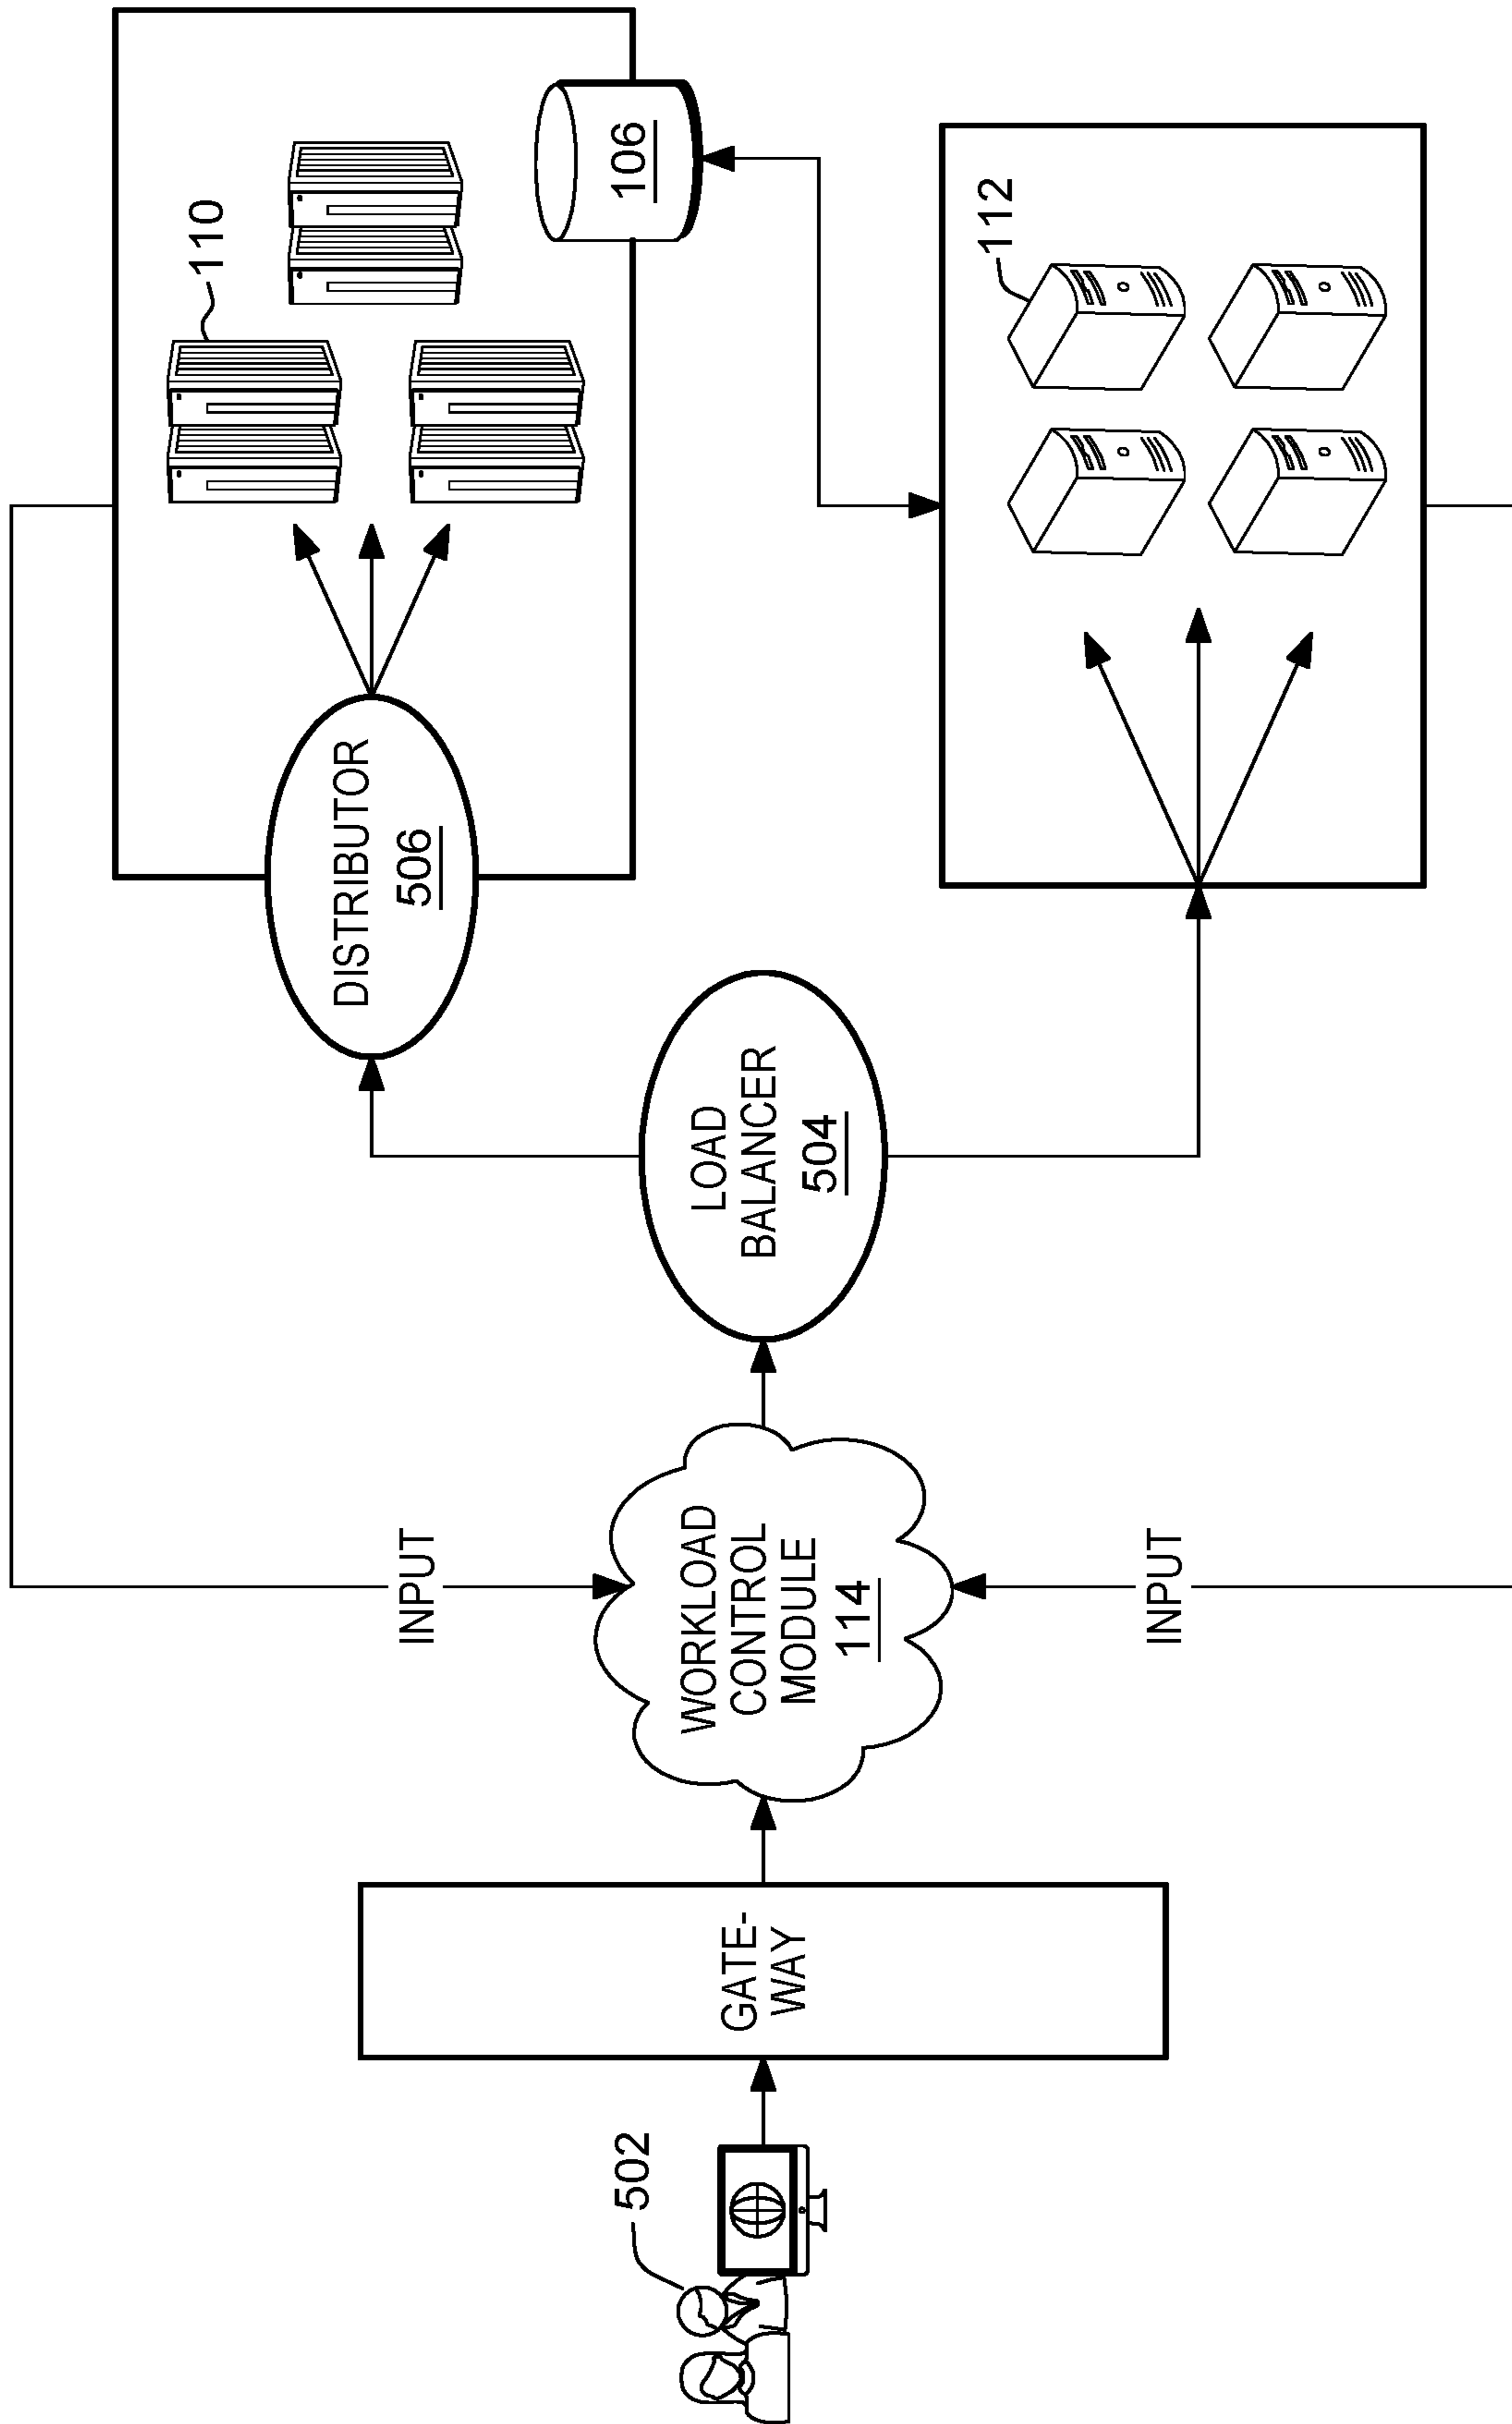 502
GATE-
WAY
INPUT
WORKLOAD
CONTROL
MODULE
114
INPUT
LOAD
BALANCER
504
DISTRIBUTOR
506
110
106
112